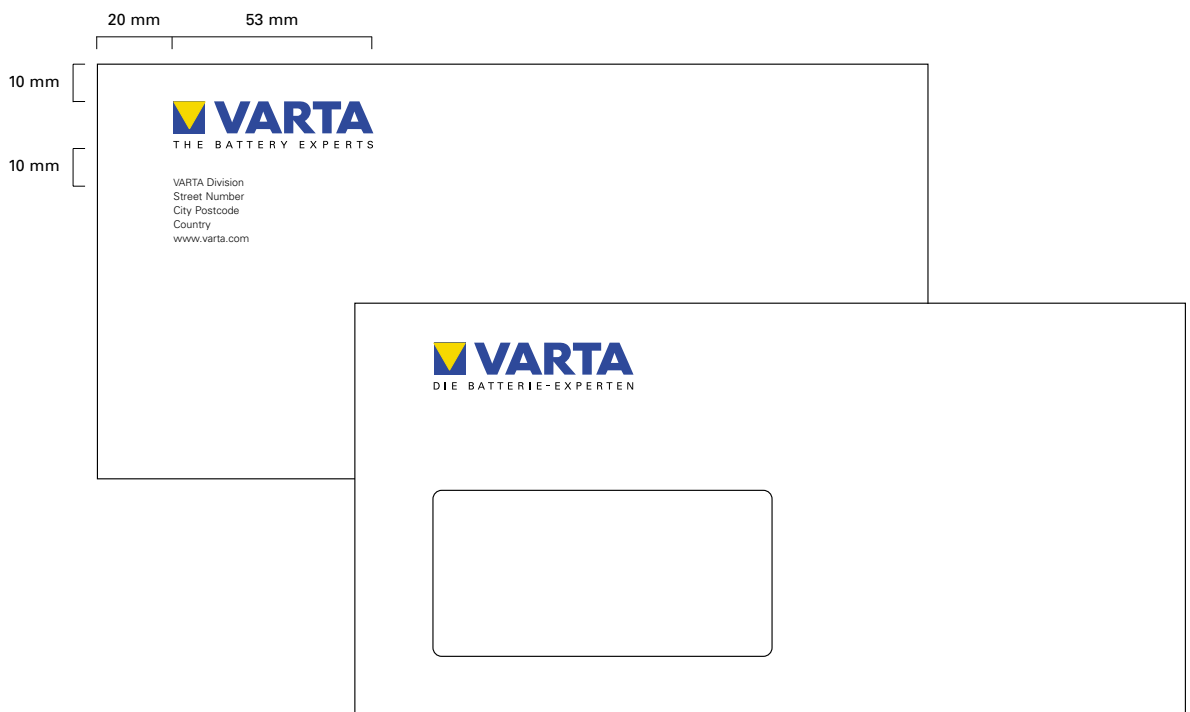 20 mm 53 mm
10 mm
VARTA
THE BATTERY EXPERTS
10 mm
VARTA Division
Street Number
City Postcode
Country
www.varta.com
VARTA
DIE BATTERIE-EXPERTEN